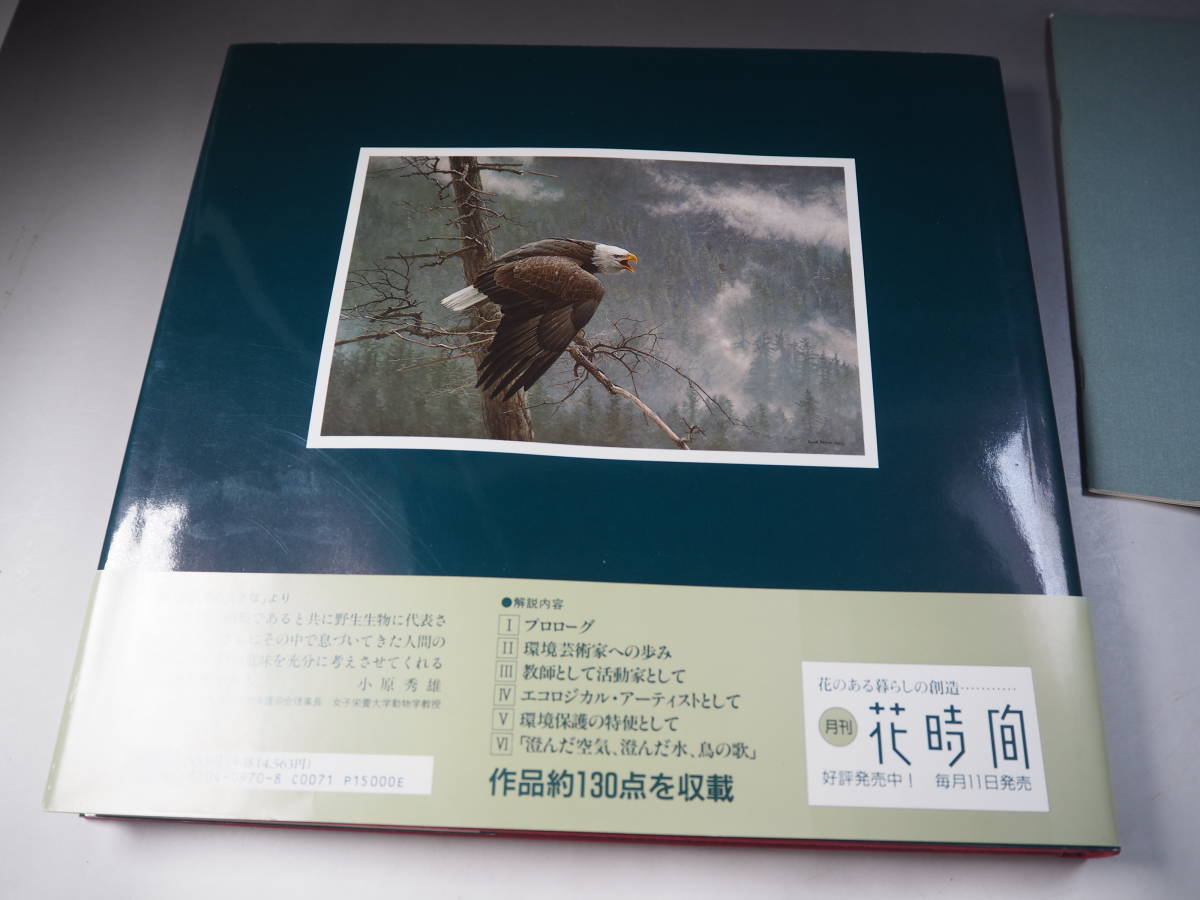 より
であると共に野生生物に代表さ
にその中で息づいてきた人間の
味を充分に考えさせてくれる
小原秀雄
女子栄養大学動物学教授
14,563円)
0870-8 C0071 P15000E
●解説内容
I プロローグ
II 環境芸術家への歩み
III 教師として活動家として
IV エコロジカル・アーティストとして
V 環境保護の特使として
VI 「澄んだ空気、澄んだ水、鳥の歌」
作品約130点を収載
花のある暮らしの創造…………
月刊 花時間
好評発売中! 毎月11日発売